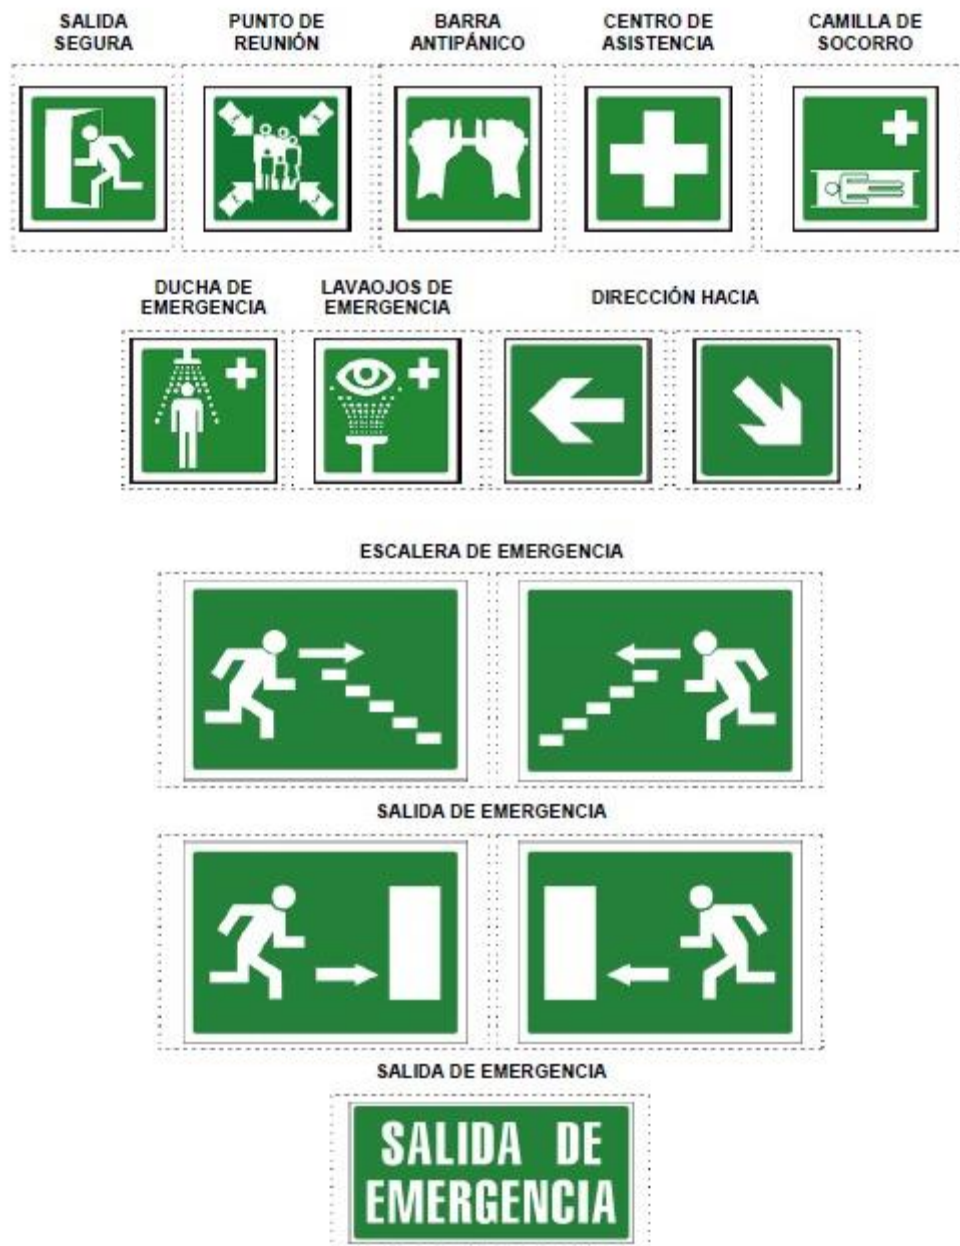 SALIDA
SEGURA
PUNTO DE
REUNIÓN
BARRA
ANTIPÁNICO
CENTRO DE
ASISTENCIA
CAMILLA DE
SOCORRO
DUCHA DE
EMERGENCIA
LAVAOJOS DE
EMERGENCIA
DIRECCIÓN HACIA
ESCALERA DE EMERGENCIA
SALIDA DE EMERGENCIA
SALIDA DE EMERGENCIA
SALIDA DE
EMERGENCIA